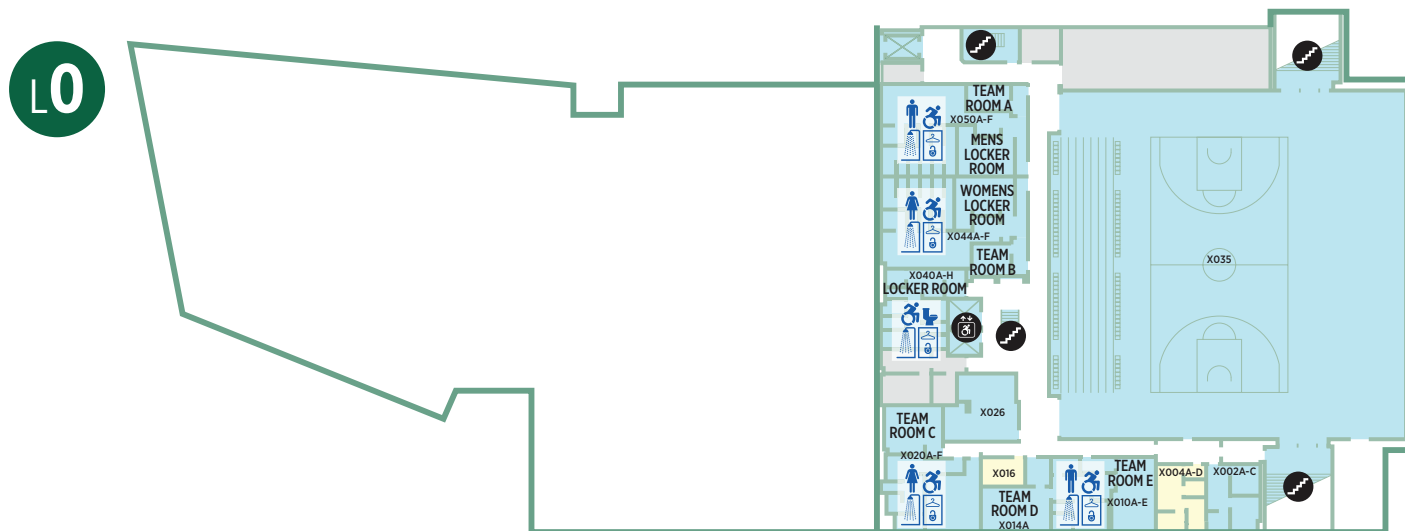 L0
TEAM
ROOM A
X050A-F
MENS
LOCKER
ROOM
WOMENS
LOCKER
ROOM
X044A-F
TEAM
ROOM B
X040A-H
LOCKER ROOM
X035
X026
TEAM
ROOM C
X020A-F
X016
TEAM
ROOM D
X014A
TEAM
ROOM E
X010A-E
X004A-D
X002A-C